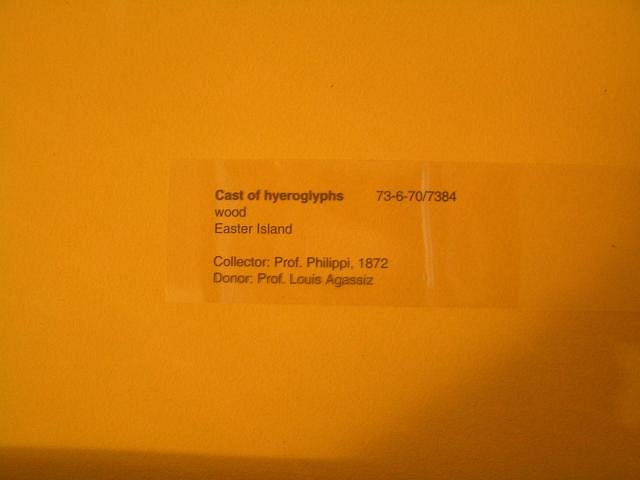 Cast of hyeroglyphs 73-6-70/7384
wood
Easter Island
Collector: Prof. Philippi, 1872
Donor: Prof. Louis Agassiz